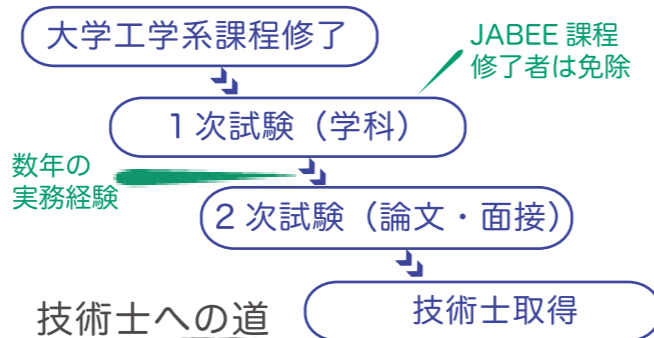 大学工学系課程修了
JABEE 課程
修了者は免除
1 次試験（学科）
数年の
実務経験
2 次試験（論文・面接）
技術士取得
技術士への道